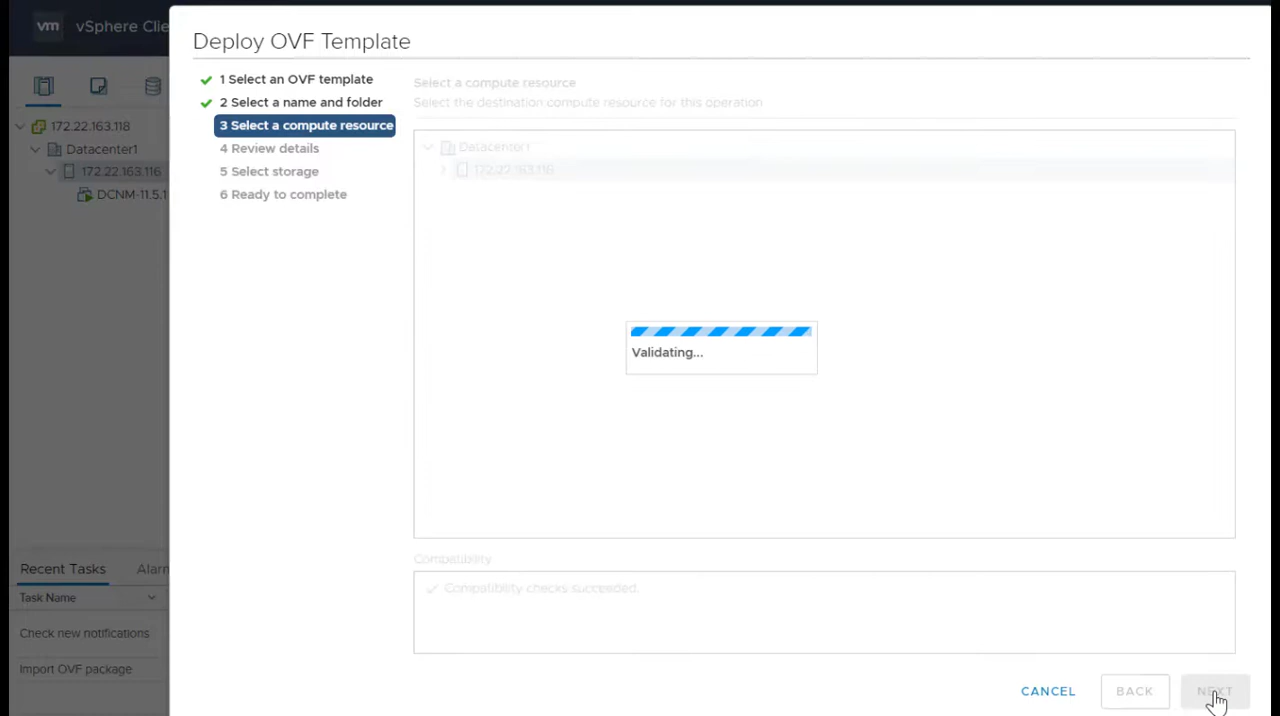 vm vSphere Clie
Deploy OVF Template
1 Select an OVF template
2 Select a name and folder
3 Select a compute resource
4 Review details
5 Select storage
6 Ready to complete
Select a compute resource
Select the destination compute resource for this operation
Datacenter1
172.22.163.116
Validating...
Compatibility
Compatibility checks succeeded.
172.22.163.118
Datacenter1
172.22.163.116
DCNM-11.5.1
Recent Tasks Alarn
Task Name
Check new notifications
Import OVF package
CANCEL BACK NEXT